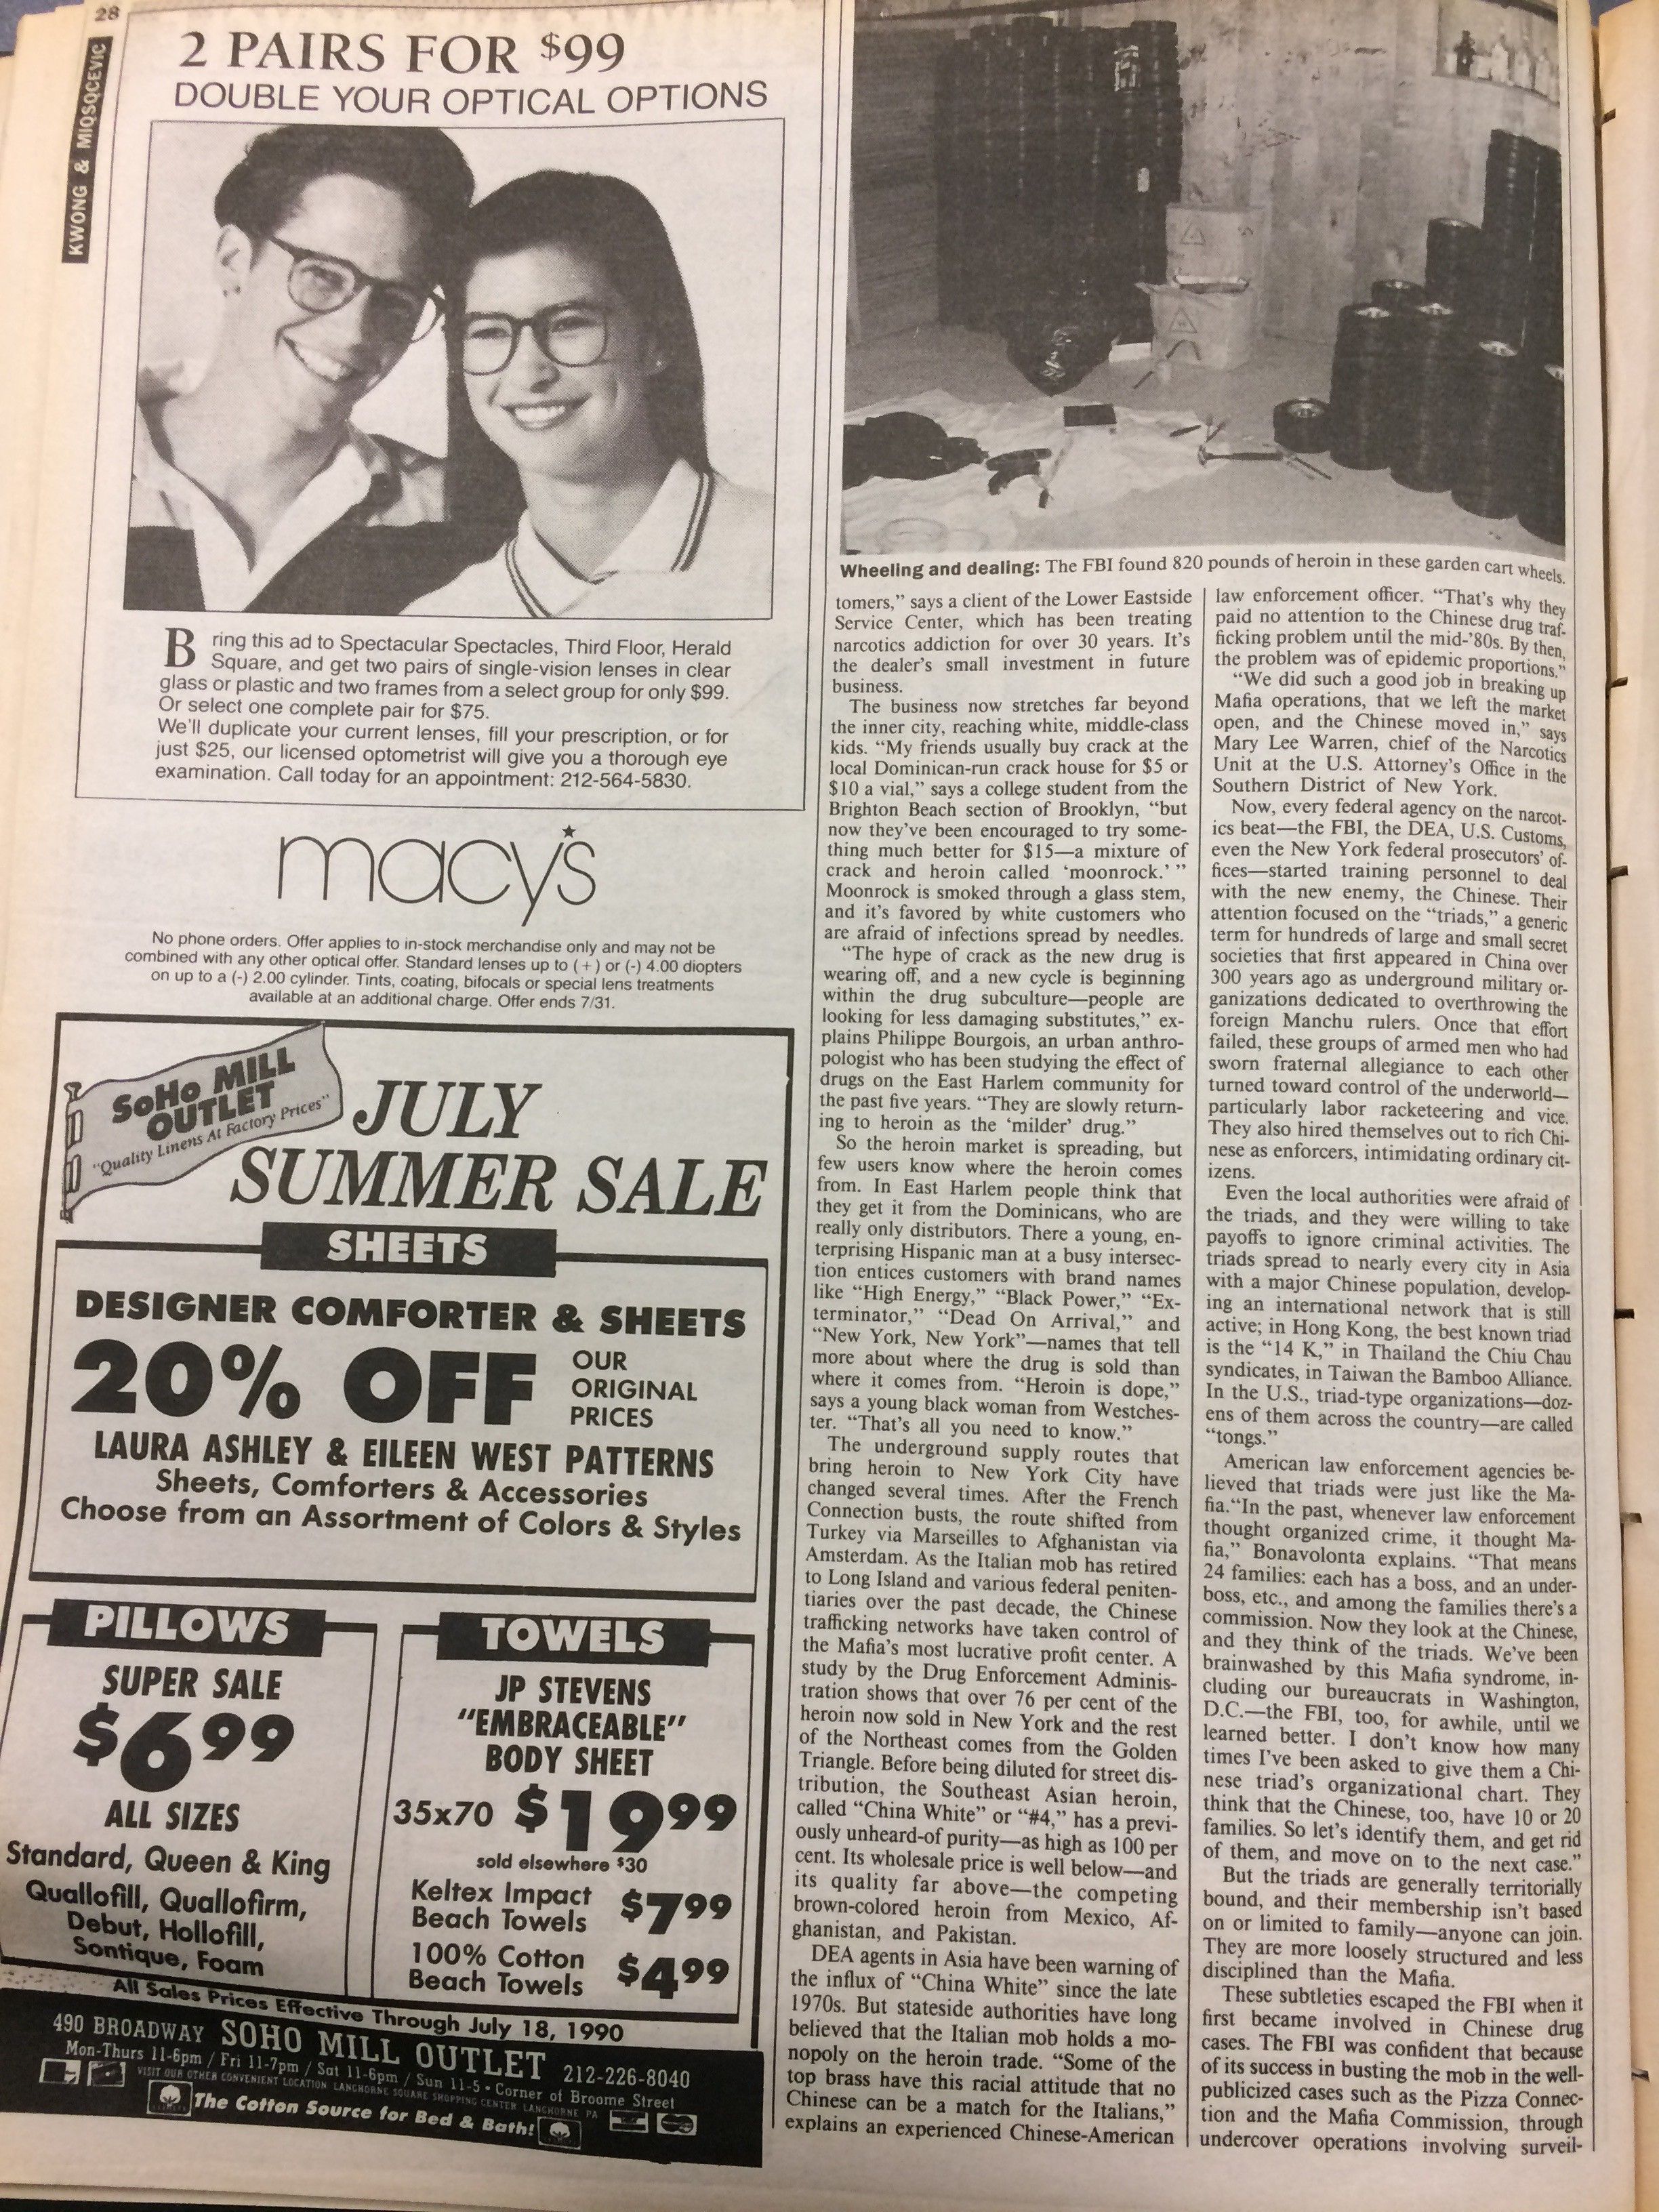 28
KWONG & MIQSQCEVIC
2 PAIRS FOR $99
DOUBLE YOUR OPTICAL OPTIONS
Bring this ad to Spectacular Spectacles, Third Floor, Herald
Square, and get two pairs of single-vision lenses in clear
glass or plastic and two frames from a select group for only $99.
Or select one complete pair for $75.
We'll duplicate your current lenses, fill your prescription, or for
just $25, our licensed optometrist will give you a thorough eye
examination. Call today for an appointment: 212-564-5830.
macy's
No phone orders. Offer applies to in-stock merchandise only and may not be
combined with any other optical offer. Standard lenses up to (+) or (-) 4.00 diopters
on up to a (-) 2.00 cylinder. Tints, coating, bifocals or special lens treatments
available at an additional charge. Offer ends 7/31.
SoHo MILL
OUTLET
"Quality Linens At Factory Prices"
JULY
SUMMER SALE
SHEETS
DESIGNER COMFORTER & SHEETS
20% OFF
OUR
ORIGINAL
PRICES
LAURA ASHLEY & EILEEN WEST PATTERNS
Sheets, Comforters & Accessories
Choose from an Assortment of Colors & Styles
PILLOWS
SUPER SALE
$6.99
ALL SIZES
Standard, Queen & King
Quallofill, Quallofirm,
Debut, Hollofill,
Sontique, Foam
TOWELS
JP STEVENS
"EMBRACEABLE"
BODY SHEET
35x70 $19.99
sold elsewhere $30
Keltex Impact
Beach Towels $7.99
100% Cotton
Beach Towels $4.99
All Sales Prices Effective Through July 18, 1990
490 BROADWAY SOHO MILL OUTLET 212-226-8040
Mon-Thurs 11-6pm / Fri 11-7pm / Sat 11-6pm / Sun 11-5 • Corner of Broome Street
VISIT OUR OTHER CONVENIENT LOCATION LANGHORNE SQUARE SHOPPING CENTER, LANGHORNE PA
The Cotton Source for Bed & Bath!
Wheeling and dealing: The FBI found 820 pounds of heroin in these garden cart wheels.
tomers," says a client of the Lower Eastside
Service Center, which has been treating
narcotics addiction for over 30 years. It's
the dealer's small investment in future
business.
The business now stretches far beyond
the inner city, reaching white, middle-class
kids. "My friends usually buy crack at the
local Dominican-run crack house for $5 or
$10 a vial," says a college student from the
Brighton Beach section of Brooklyn, "but
now they've been encouraged to try some-
thing much better for $15—a mixture of
crack and heroin called 'moonrock.' "
Moonrock is smoked through a glass stem,
and it's favored by white customers who
are afraid of infections spread by needles.
"The hype of crack as the new drug is
wearing off, and a new cycle is beginning
within the drug subculture—people are
looking for less damaging substitutes," ex-
plains Philippe Bourgois, an urban anthro-
pologist who has been studying the effect of
drugs on the East Harlem community for
the past five years. "They are slowly return-
ing to heroin as the 'milder' drug."
So the heroin market is spreading, but
few users know where the heroin comes
from. In East Harlem people think that
they get it from the Dominicans, who are
really only distributors. There a young, en-
terprising Hispanic man at a busy intersec-
tion entices customers with brand names
like "High Energy," "Black Power," "Ex-
terminator," "Dead On Arrival," and
"New York, New York"—names that tell
more about where the drug is sold than
where it comes from. "Heroin is dope,"
says a young black woman from Westches-
ter. "That's all you need to know."
The underground supply routes that
bring heroin to New York City have
changed several times. After the French
Connection busts, the route shifted from
Turkey via Marseilles to Afghanistan via
Amsterdam. As the Italian mob has retired
to Long Island and various federal peniten-
tiaries over the past decade, the Chinese
trafficking networks have taken control of
the Mafia's most lucrative profit center. A
study by the Drug Enforcement Adminis-
tration shows that over 76 per cent of the
heroin now sold in New York and the rest
of the Northeast comes from the Golden
Triangle. Before being diluted for street dis-
tribution, the Southeast Asian heroin,
called "China White" or "#4," has a previ-
ously unheard-of purity—as high as 100 per
cent. Its wholesale price is well below—and
its quality far above—the competing
brown-colored heroin from Mexico, Af-
ghanistan, and Pakistan.
DEA agents in Asia have been warning of
the influx of "China White" since the late
1970s. But stateside authorities have long
believed that the Italian mob holds a mo-
nopoly on the heroin trade. "Some of the
top brass have this racial attitude that no
Chinese can be a match for the Italians,"
explains an experienced Chinese-American
law enforcement officer. "That's why they
paid no attention to the Chinese drug traf-
ficking problem until the mid-'80s. By then,
the problem was of epidemic proportions."
"We did such a good job in breaking up
Mafia operations, that we left the market
open, and the Chinese moved in," says
Mary Lee Warren, chief of the Narcotics
Unit at the U.S. Attorney's Office in the
Southern District of New York.
Now, every federal agency on the narcot-
ics beat—the FBI, the DEA, U.S. Customs,
even the New York federal prosecutors' of-
fices—started training personnel to deal
with the new enemy, the Chinese. Their
attention focused on the "triads," a generic
term for hundreds of large and small secret
societies that first appeared in China over
300 years ago as underground military or-
ganizations dedicated to overthrowing the
foreign Manchu rulers. Once that effort
failed, these groups of armed men who had
sworn fraternal allegiance to each other
turned toward control of the underworld—
particularly labor racketeering and vice.
They also hired themselves out to rich Chi-
nese as enforcers, intimidating ordinary cit-
izens.
Even the local authorities were afraid of
the triads, and they were willing to take
payoffs to ignore criminal activities. The
triads spread to nearly every city in Asia
with a major Chinese population, develop-
ing an international network that is still
active; in Hong Kong, the best known triad
is the "14 K," in Thailand the Chiu Chau
syndicates, in Taiwan the Bamboo Alliance.
In the U.S., triad-type organizations—doz-
ens of them across the country—are called
"tongs."
American law enforcement agencies be-
lieved that triads were just like the Ma-
fia."In the past, whenever law enforcement
thought organized crime, it thought Ma-
fia," Bonavolonta explains. "That means
24 families: each has a boss, and an under-
boss, etc., and among the families there's a
commission. Now they look at the Chinese,
and they think of the triads. We've been
brainwashed by this Mafia syndrome, in-
cluding our bureaucrats in Washington,
D.C.—the FBI, too, for awhile, until we
learned better. I don't know how many
times I've been asked to give them a Chi-
nese triad's organizational chart. They
think that the Chinese, too, have 10 or 20
families. So let's identify them, and get rid
of them, and move on to the next case."
But the triads are generally territorially
bound, and their membership isn't based
on or limited to family—anyone can join.
They are more loosely structured and less
disciplined than the Mafia.
These subtleties escaped the FBI when it
first became involved in Chinese drug
cases. The FBI was confident that because
of its success in busting the mob in the well-
publicized cases such as the Pizza Connec-
tion and the Mafia Commission, through
undercover operations involving surveil-